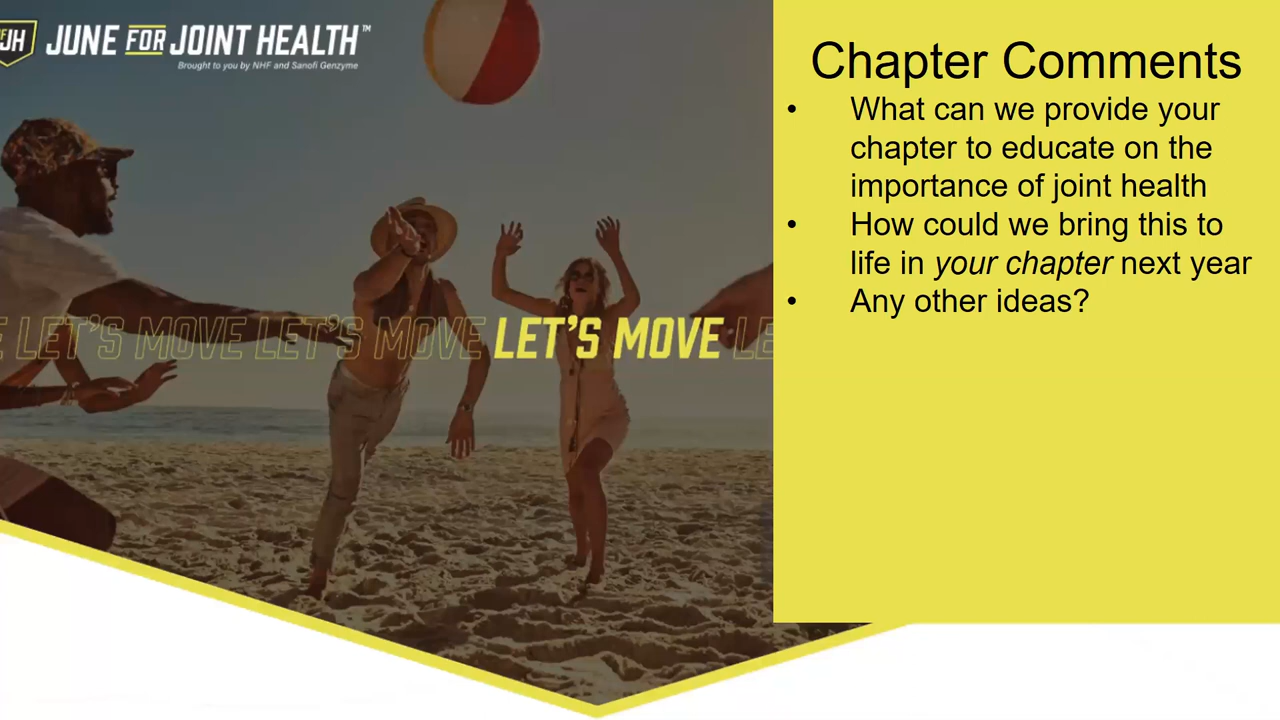 JH JUNE FOR JOINT HEALTH™
Brought to you by NHF and Sanofi Genzyme
LET'S MOVE LET'S MOVE LET'S MOVE LE
Chapter Comments
• What can we provide your
chapter to educate on the
importance of joint health
• How could we bring this to
life in your chapter next year
• Any other ideas?